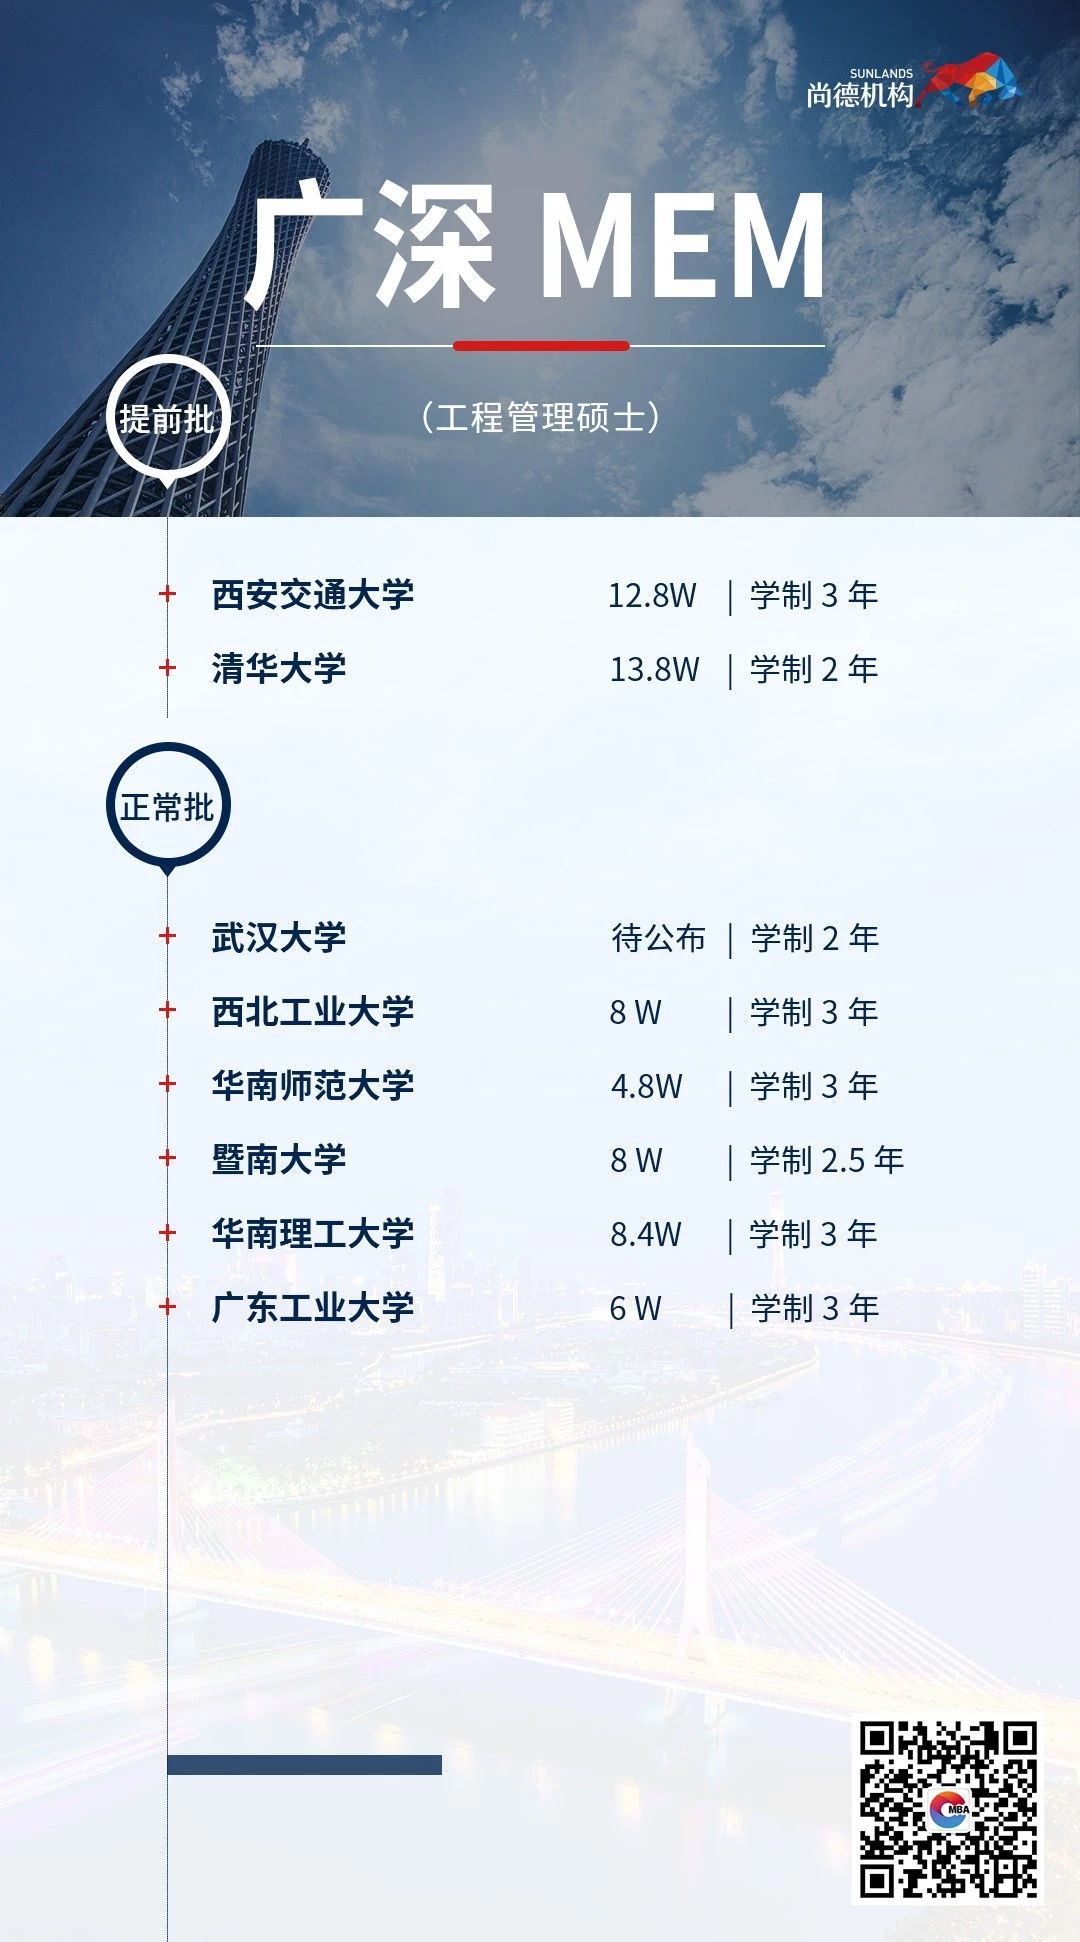 SUNLANDS
尚德机构
广深 MEM
（工程管理硕士）
提前批
西安交通大学 12.8W | 学制 3 年
清华大学 13.8W | 学制 2 年
正常批
武汉大学 待公布 | 学制 2 年
西北工业大学 8 W | 学制 3 年
华南师范大学 4.8W | 学制 3 年
暨南大学 8 W | 学制 2.5 年
华南理工大学 8.4W | 学制 3 年
广东工业大学 6 W | 学制 3 年
MBA